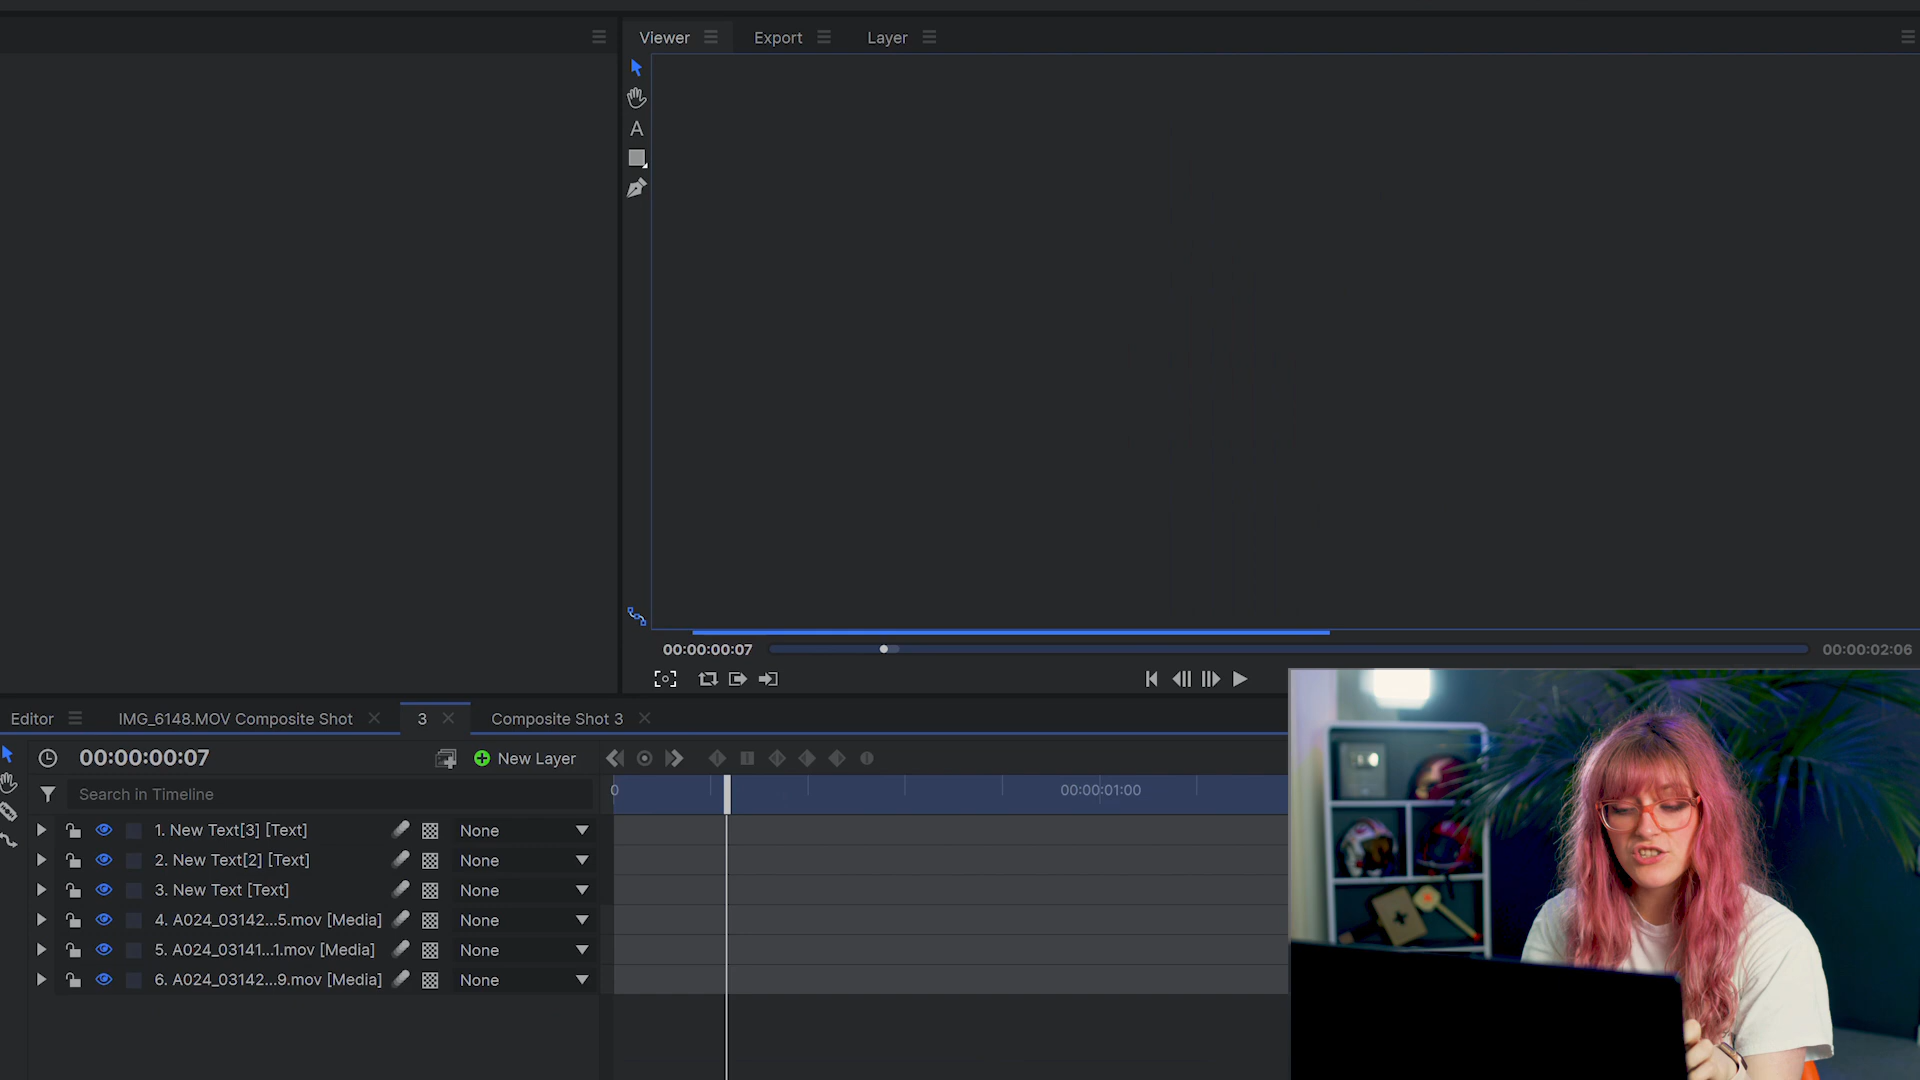 Viewer
Export
Layer
A
00:00:00:07
00:00:02:06
Editor
IMG_6148.MOV Composite Shot
3
Composite Shot 3
00:00:00:07
New Layer
0
00:00:01:00
Search in Timeline
1. New Text[3] [Text]
None
2. New Text[2] [Text]
None
3. New Text [Text]
None
4. A024_03142...5.mov [Media]
None
5. A024_03141...1.mov [Media]
None
6. A024_03142...9.mov [Media]
None